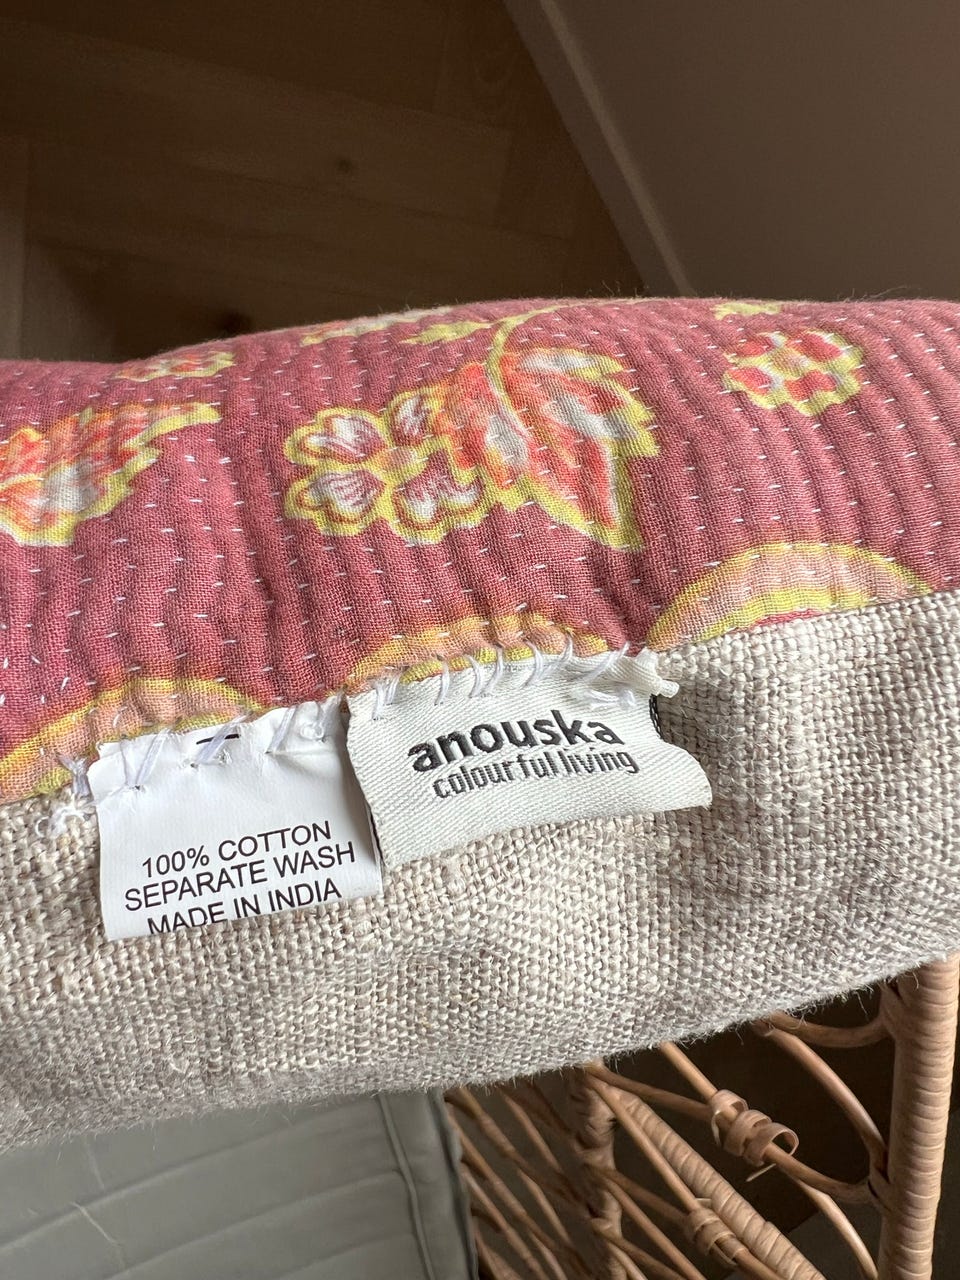 100% COTTON
SEPARATE WASH
MADE IN INDIA
anouska
colourful living